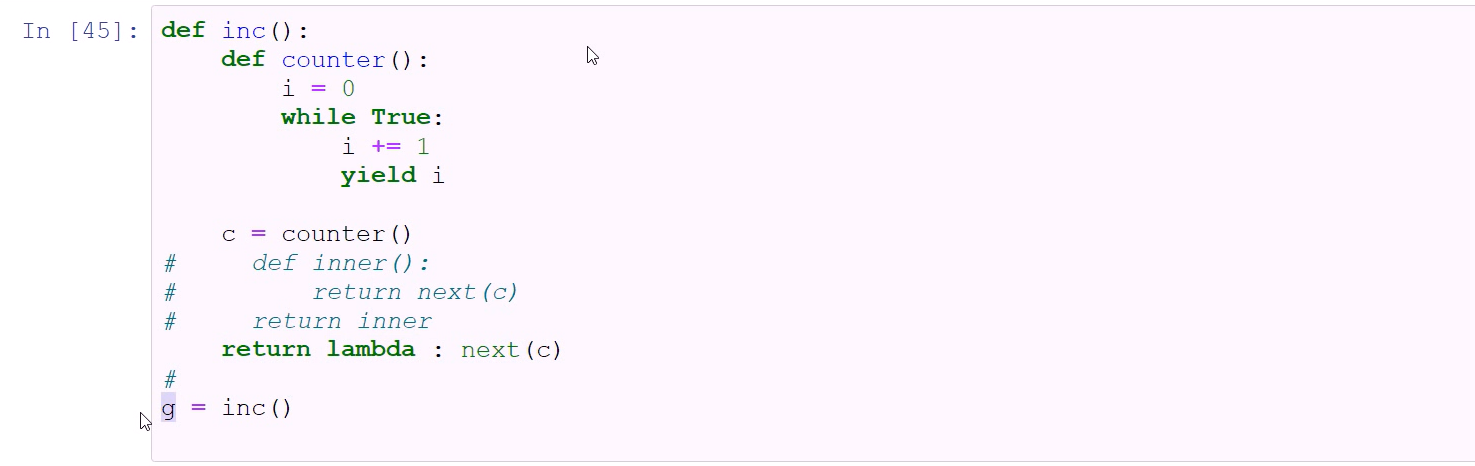 In [45]: def inc():
    def counter():
        i = 0
        while True:
            i += 1
            yield i
    c = counter()
#     def inner():
#         return next(c)
#     return inner
    return lambda : next(c)
#
g = inc()